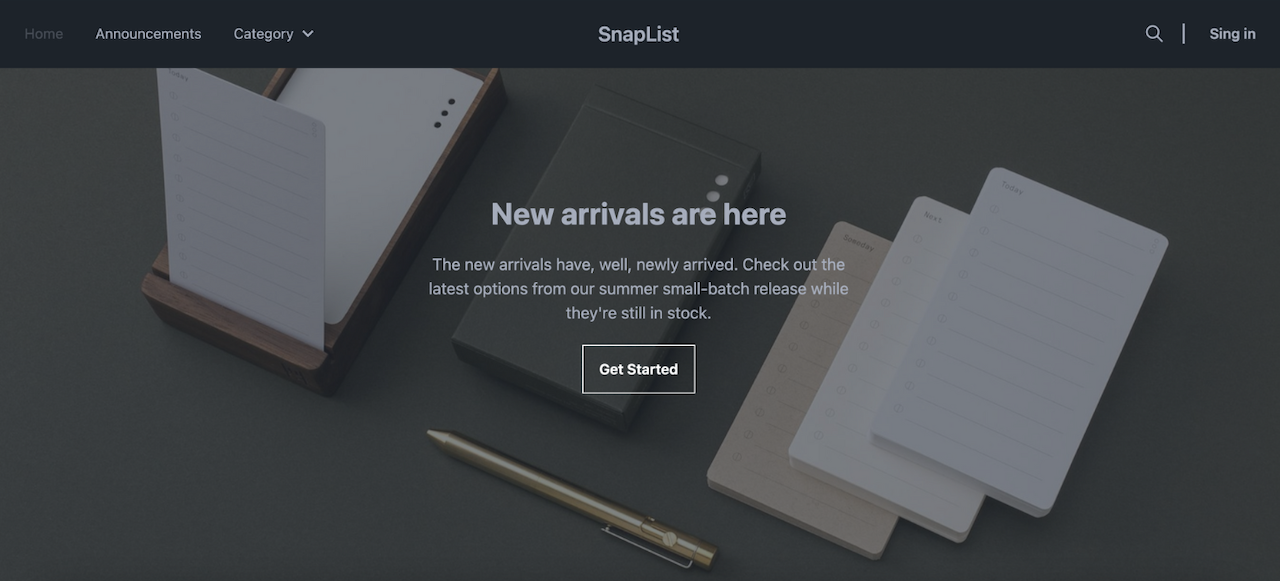 Home
Announcements
Category
SnapList
Sing in
Today
New arrivals are here
The new arrivals have, well, newly arrived. Check out the
latest options from our summer small-batch release while
they're still in stock.
Get Started
Someday
Next
Today